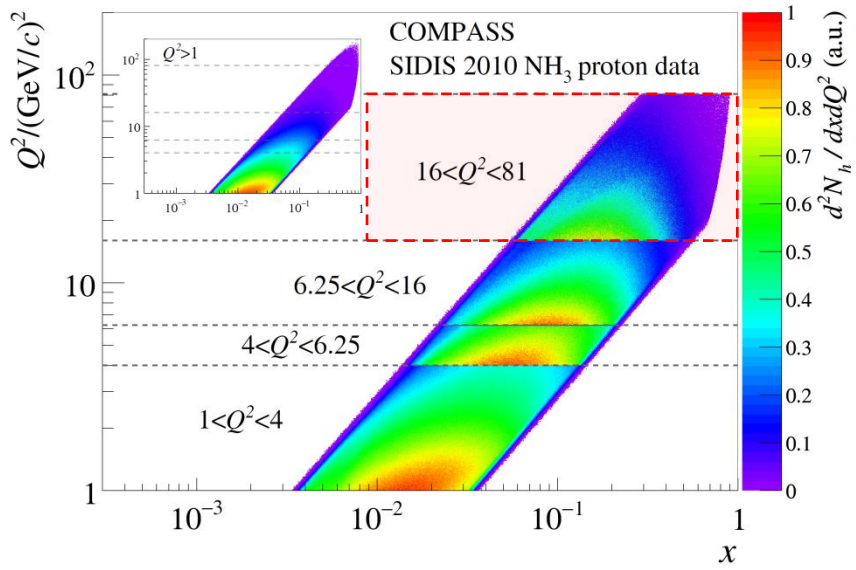 COMPASS
SIDIS 2010 NH₃ proton data
Q²/(GeV/c)²
10²
10
1
10⁻³
10⁻²
10⁻¹
1
x
Q²>1
10²
10
1
10⁻³
10⁻²
10⁻¹
1
16<Q²<81
6.25<Q²<16
4<Q²<6.25
1<Q²<4
1
0.9
0.8
0.7
0.6
0.5
0.4
0.3
0.2
0.1
0
d²N_h / dxdQ² (a.u.)